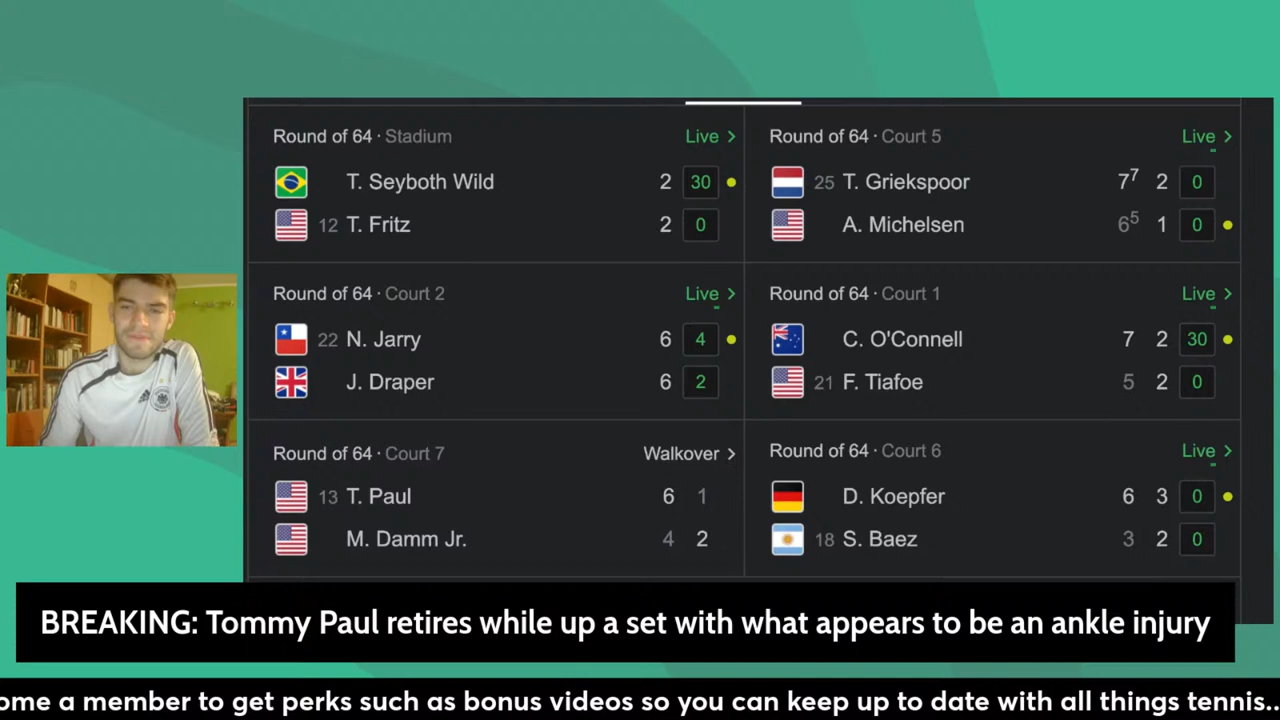 Round of 64 · Stadium Live >
T. Seyboth Wild 2 30
12 T. Fritz 2 0
Round of 64 · Court 5 Live >
25 T. Griekspoor 7⁷ 2 0
A. Michelsen 6⁵ 1 0
Round of 64 · Court 2 Live >
22 N. Jarry 6 4
J. Draper 6 2
Round of 64 · Court 1 Live >
C. O'Connell 7 2 30
21 F. Tiafoe 5 2 0
Round of 64 · Court 7 Walkover >
13 T. Paul 6 1
M. Damm Jr. 4 2
Round of 64 · Court 6 Live >
D. Koepfer 6 3 0
18 S. Baez 3 2 0
BREAKING: Tommy Paul retires while up a set with what appears to be an ankle injury
ome a member to get perks such as bonus videos so you can keep up to date with all things tennis..